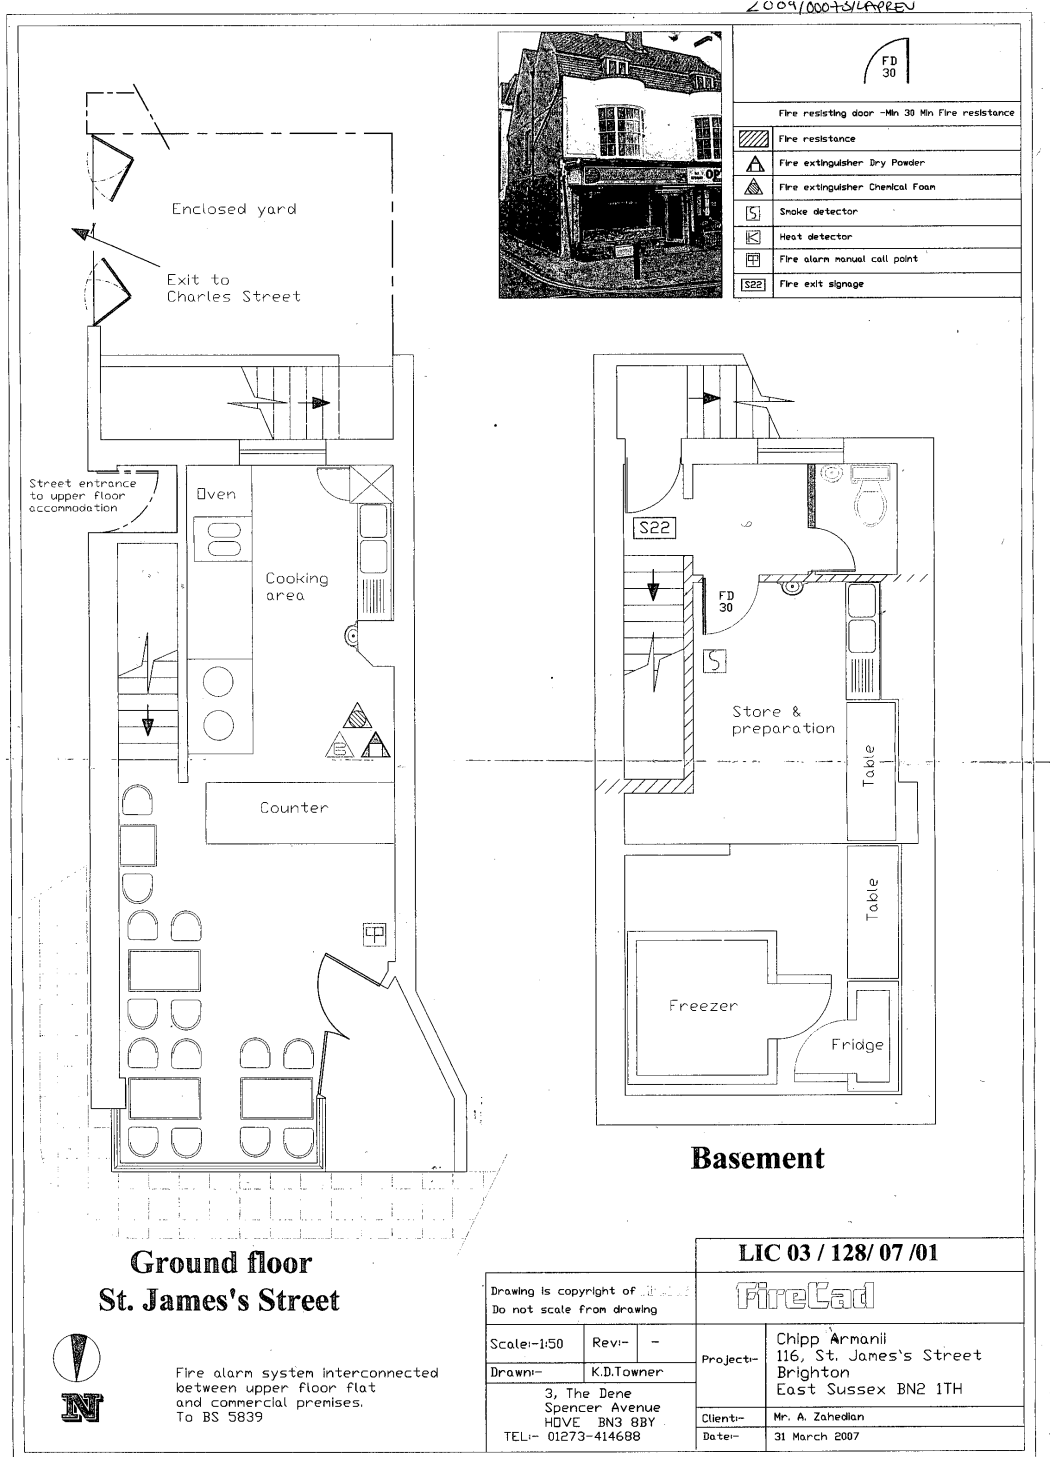 FD
30
Fire resisting door -Min 30 Min Fire resistance
Fire resistance
Fire extinguisher Dry Powder
Fire extinguisher Chemical Foam
S Smoke detector
Heat detector
Fire alarm manual call point
S22 Fire exit signage
Enclosed yard
Exit to
Charles Street
Street entrance
to upper floor
accommodation
Oven
Cooking
area
Counter
S22
FD
30
S
Store &
preparation
Table
Table
Freezer
Fridge
Basement
Ground floor
St. James's Street
N
Fire alarm system interconnected
between upper floor flat
and commercial premises.
To BS 5839
LIC 03 / 128/ 07 /01
Drawing is copyright of
Do not scale from drawing
FireCad
Scale:-1:50 Rev:- -
Drawn:- K.D.Towner
3, The Dene
Spencer Avenue
HOVE BN3 8BY
TEL:- 01273-414688
Project:- Chipp Armanii
116, St. James's Street
Brighton
East Sussex BN2 1TH
Client:- Mr. A. Zahedian
Date:- 31 March 2007